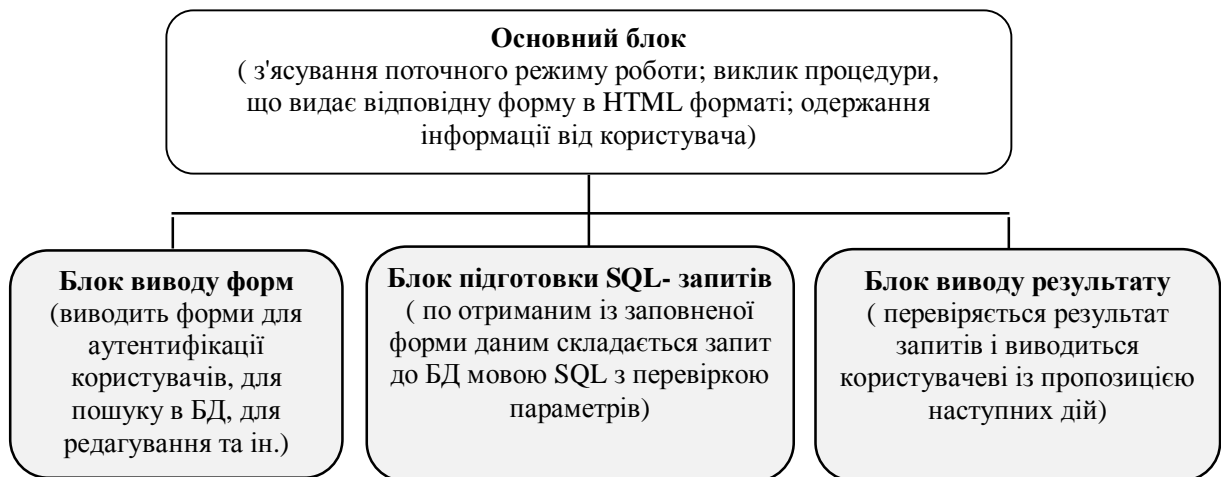 Основний блок
( з'ясування поточного режиму роботи; виклик процедури,
що видає відповідну форму в HTML форматі; одержання
інформації від користувача)
Блок виводу форм
(виводить форми для
аутентифікації
користувачів, для
пошуку в БД, для
редагування та ін.)
Блок підготовки SQL- запитів
( по отриманим із заповненої
форми даним складається запит
до БД мовою SQL з перевіркою
параметрів)
Блок виводу результату
( перевіряється результат
запитів і виводиться
користувачеві із пропозицією
наступних дій)